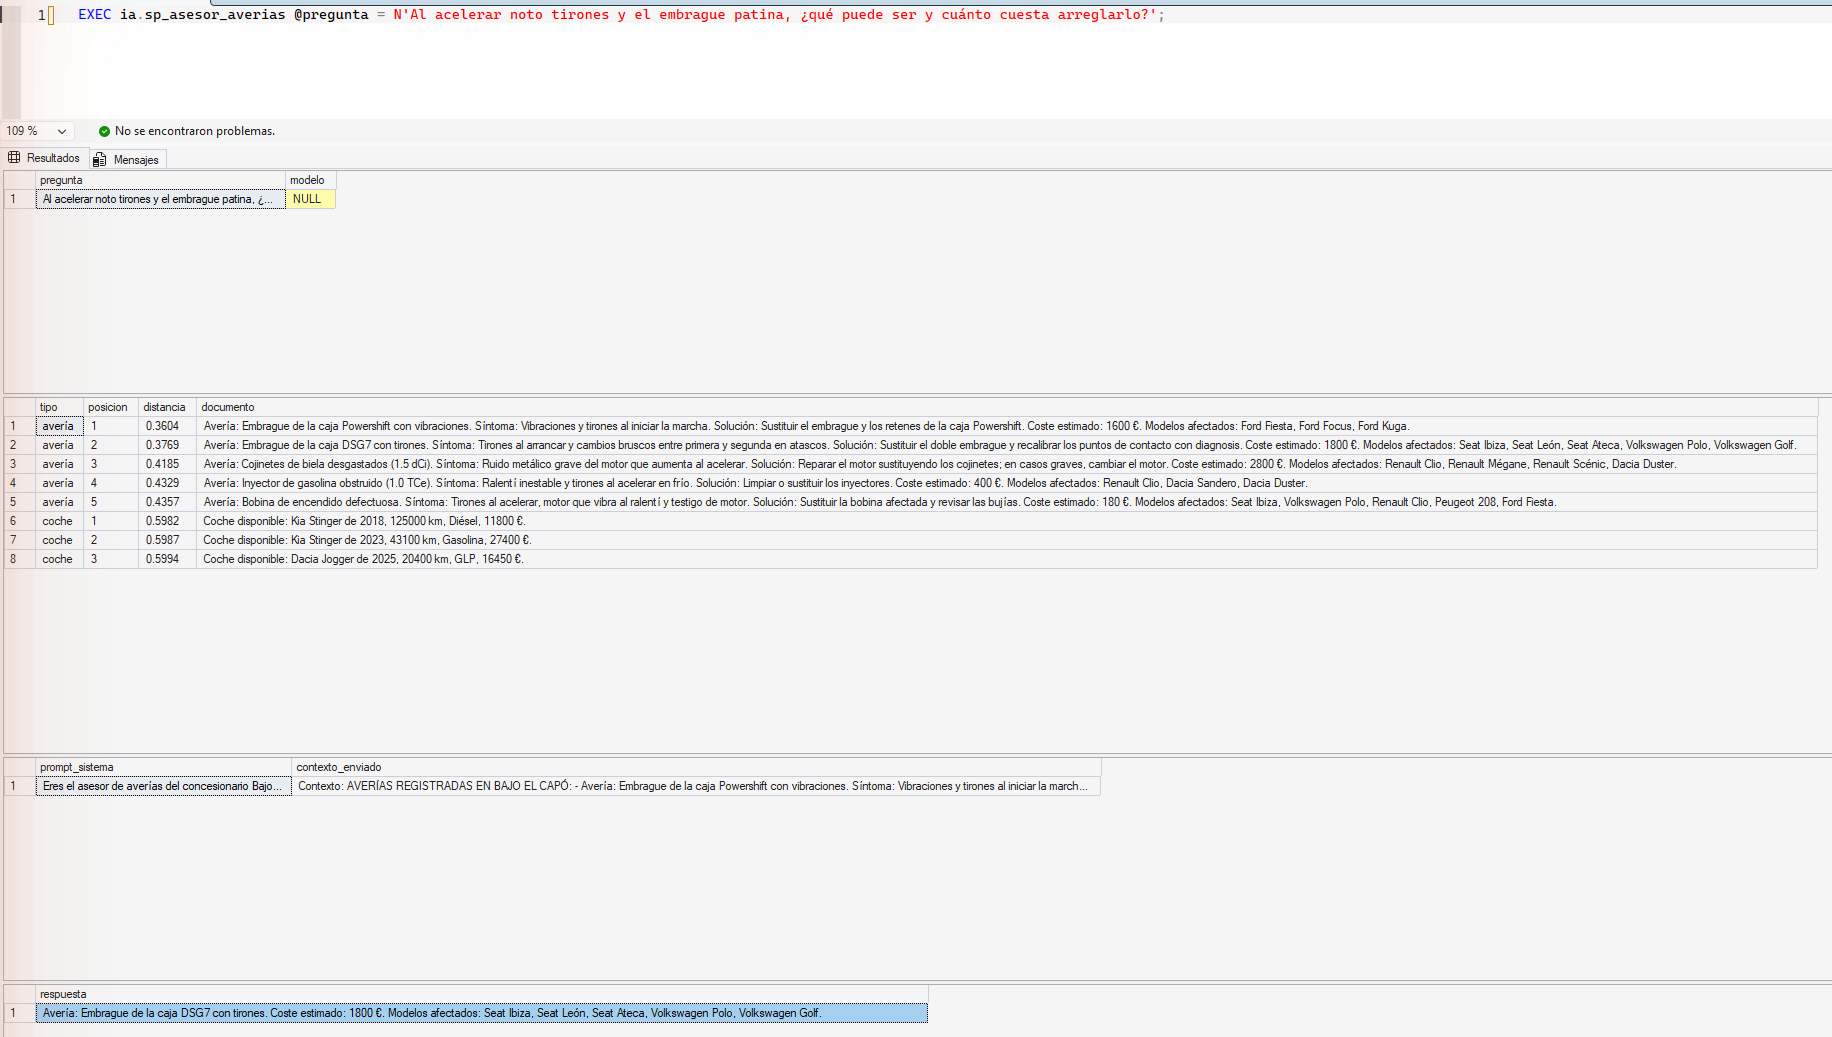 1 EXEC ia.sp_asesor_averias @pregunta = N'Al acelerar noto tirones y el embrague patina, ¿qué puede ser y cuánto cuesta arreglarlo?';
109 % No se encontraron problemas.
Resultados Mensajes
pregunta modelo
1 Al acelerar noto tirones y el embrague patina, ¿... NULL
tipo posicion distancia documento
1 avería 1 0.3604 Avería: Embrague de la caja Powershift con vibraciones. Síntoma: Vibraciones y tirones al iniciar la marcha. Solución: Sustituir el embrague y los retenes de la caja Powershift. Coste estimado: 1600 €. Modelos afectados: Ford Fiesta, Ford Focus, Ford Kuga.
2 avería 2 0.3769 Avería: Embrague de la caja DSG7 con tirones. Síntoma: Tirones al arrancar y cambios bruscos entre primera y segunda en atascos. Solución: Sustituir el doble embrague y recalibrar los puntos de contacto con diagnosis. Coste estimado: 1800 €. Modelos afectados: Seat Ibiza, Seat León, Seat Ateca, Volkswagen Polo, Volkswagen Golf.
3 avería 3 0.4185 Avería: Cojinetes de biela desgastados (1.5 dCi). Síntoma: Ruido metálico grave del motor que aumenta al acelerar. Solución: Reparar el motor sustituyendo los cojinetes; en casos graves, cambiar el motor. Coste estimado: 2800 €. Modelos afectados: Renault Clio, Renault Mégane, Renault Scénic, Dacia Duster.
4 avería 4 0.4329 Avería: Inyector de gasolina obstruido (1.0 TCe). Síntoma: Ralentí inestable y tirones al acelerar en frío. Solución: Limpiar o sustituir los inyectores. Coste estimado: 400 €. Modelos afectados: Renault Clio, Dacia Sandero, Dacia Duster.
5 avería 5 0.4357 Avería: Bobina de encendido defectuosa. Síntoma: Tirones al acelerar, motor que vibra al ralentí y testigo de motor. Solución: Sustituir la bobina afectada y revisar las bujías. Coste estimado: 180 €. Modelos afectados: Seat Ibiza, Volkswagen Polo, Renault Clio, Peugeot 208, Ford Fiesta.
6 coche 1 0.5982 Coche disponible: Kia Stinger de 2018, 125000 km, Diésel, 11800 €.
7 coche 2 0.5987 Coche disponible: Kia Stinger de 2023, 43100 km, Gasolina, 27400 €.
8 coche 3 0.5994 Coche disponible: Dacia Jogger de 2025, 20400 km, GLP, 16450 €.
prompt_sistema contexto_enviado
1 Eres el asesor de averías del concesionario Bajo... Contexto: AVERÍAS REGISTRADAS EN BAJO EL CAPÓ: - Avería: Embrague de la caja Powershift con vibraciones. Síntoma: Vibraciones y tirones al iniciar la march...
respuesta
1 Avería: Embrague de la caja DSG7 con tirones. Coste estimado: 1800 €. Modelos afectados: Seat Ibiza, Seat León, Seat Ateca, Volkswagen Polo, Volkswagen Golf.